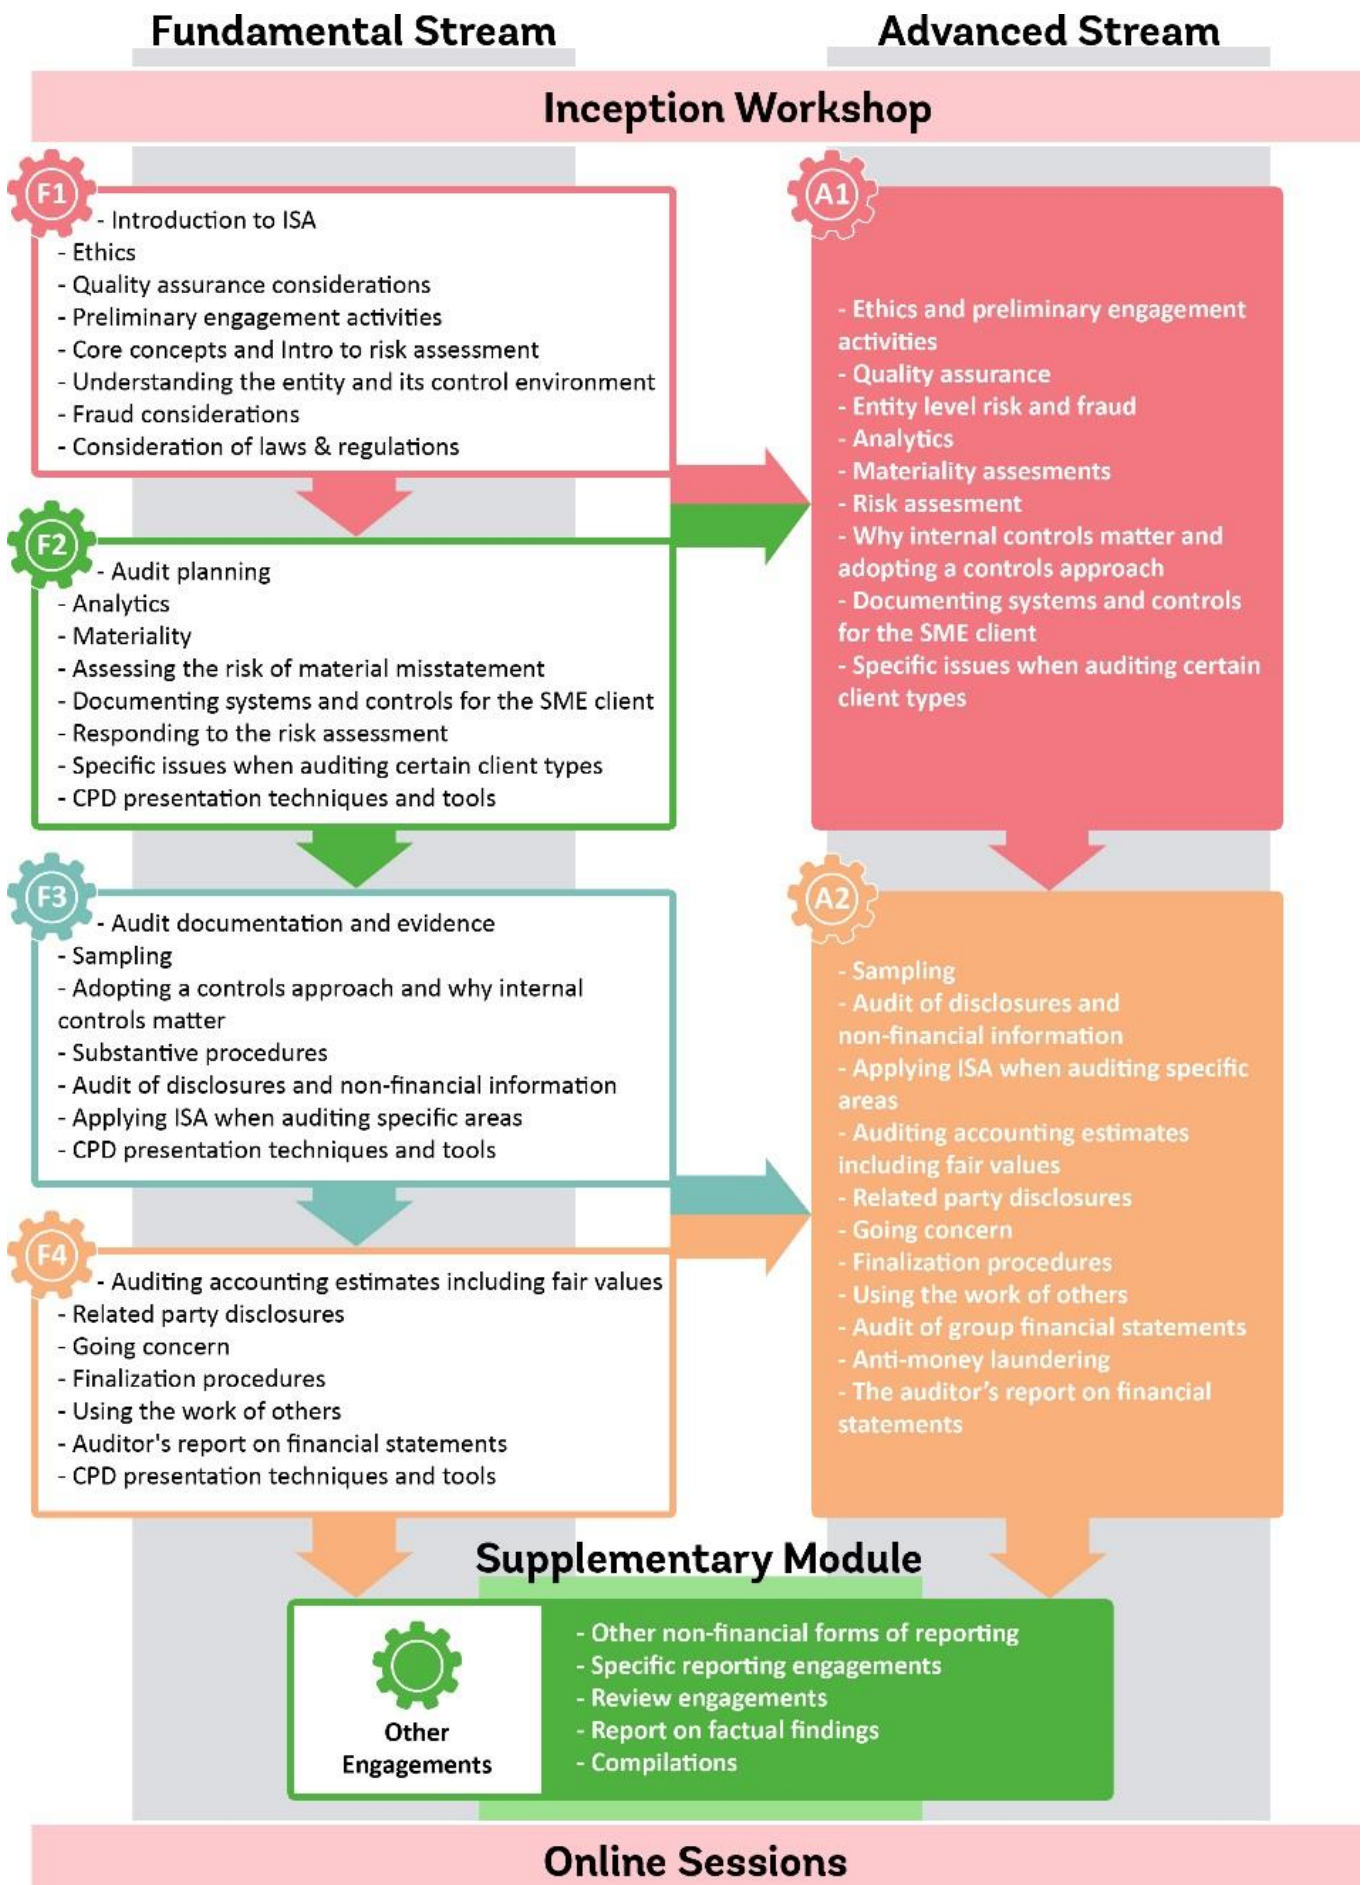 Fundamental Stream
Advanced Stream
Inception Workshop
F1
- Introduction to ISA
- Ethics
- Quality assurance considerations
- Preliminary engagement activities
- Core concepts and Intro to risk assessment
- Understanding the entity and its control environment
- Fraud considerations
- Consideration of laws & regulations
F2
- Audit planning
- Analytics
- Materiality
- Assessing the risk of material misstatement
- Documenting systems and controls for the SME client
- Responding to the risk assessment
- Specific issues when auditing certain client types
- CPD presentation techniques and tools
F3
- Audit documentation and evidence
- Sampling
- Adopting a controls approach and why internal
controls matter
- Substantive procedures
- Audit of disclosures and non-financial information
- Applying ISA when auditing specific areas
- CPD presentation techniques and tools
F4
- Auditing accounting estimates including fair values
- Related party disclosures
- Going concern
- Finalization procedures
- Using the work of others
- Auditor's report on financial statements
- CPD presentation techniques and tools
A1
- Ethics and preliminary engagement
activities
- Quality assurance
- Entity level risk and fraud
- Analytics
- Materiality assesments
- Risk assesment
- Why internal controls matter and
adopting a controls approach
- Documenting systems and controls
for the SME client
- Specific issues when auditing certain
client types
A2
- Sampling
- Audit of disclosures and
non-financial information
- Applying ISA when auditing specific
areas
- Auditing accounting estimates
including fair values
- Related party disclosures
- Going concern
- Finalization procedures
- Using the work of others
- Audit of group financial statements
- Anti-money laundering
- The auditor's report on financial
statements
Supplementary Module
Other
Engagements
- Other non-financial forms of reporting
- Specific reporting engagements
- Review engagements
- Report on factual findings
- Compilations
Online Sessions